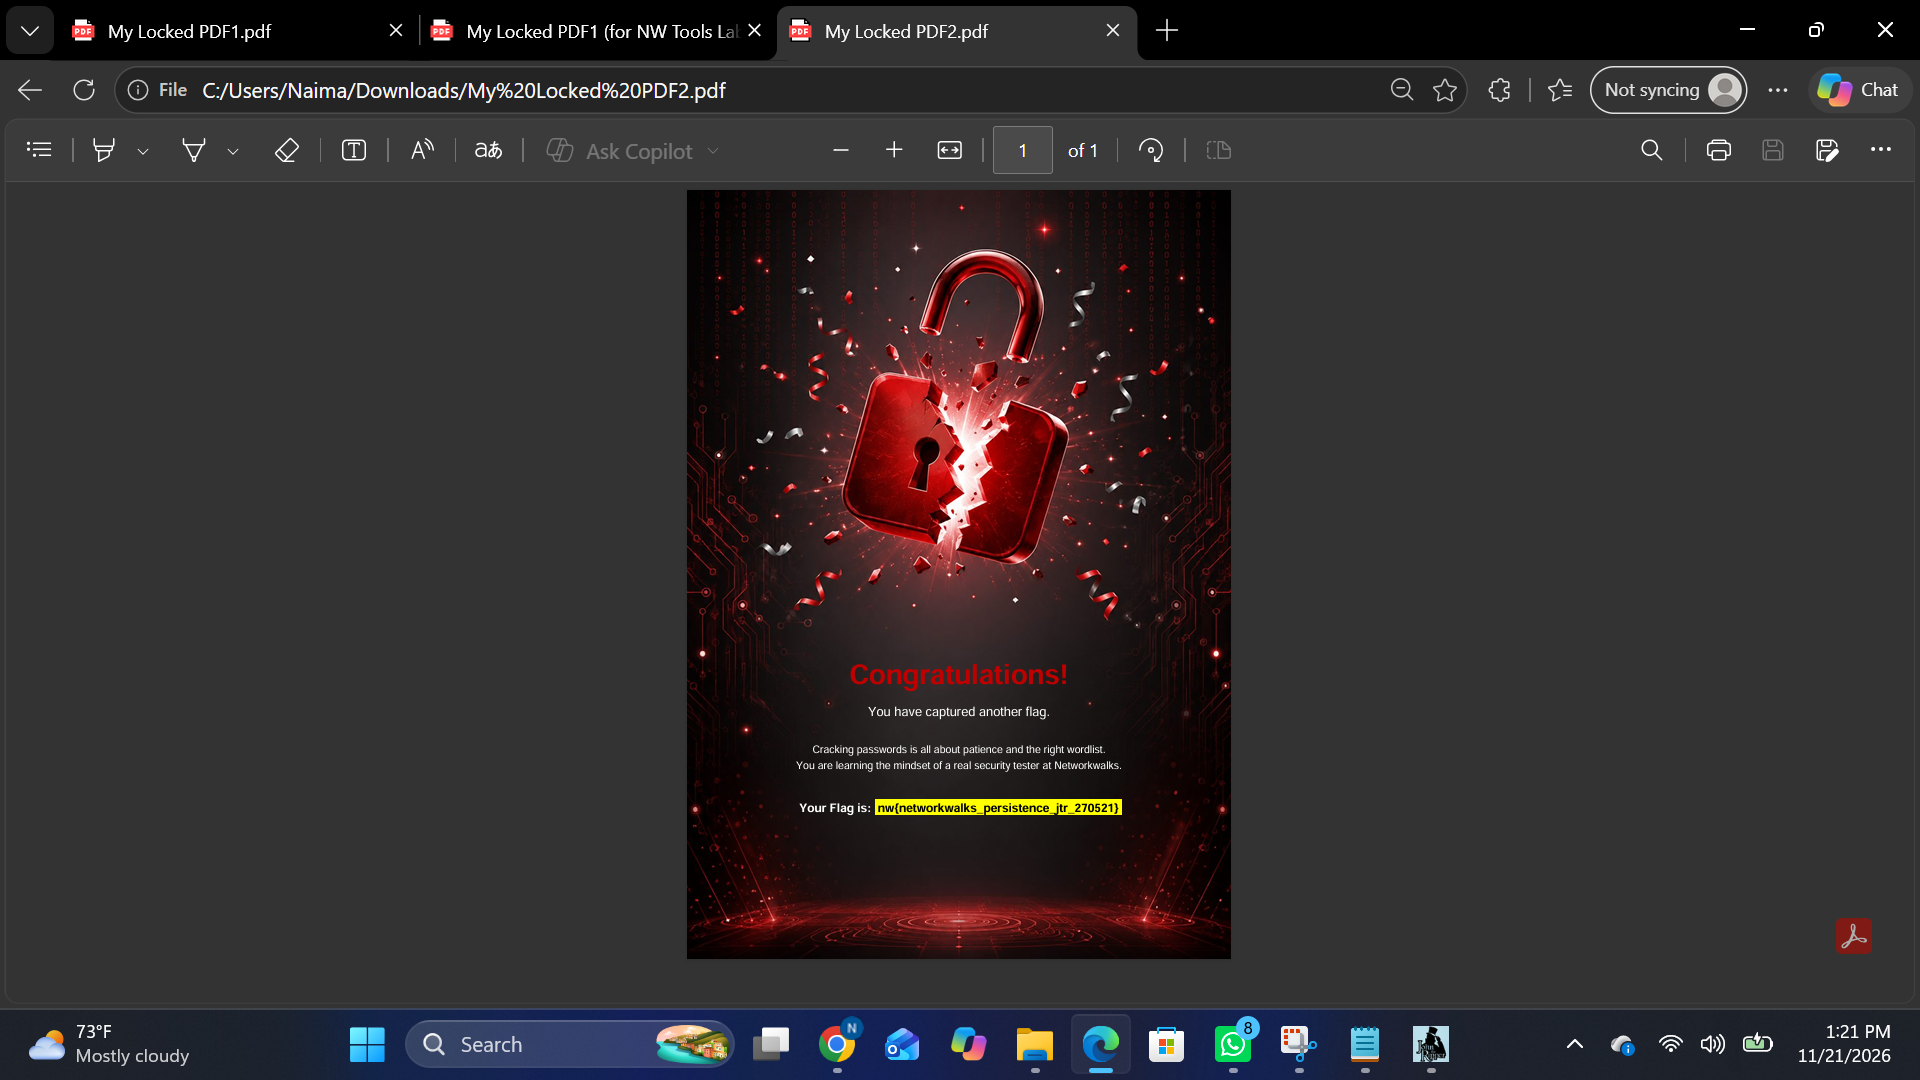 My Locked PDF1.pdf
My Locked PDF1 (for NW Tools La
My Locked PDF2.pdf
File C:/Users/Naima/Downloads/My%20Locked%20PDF2.pdf
Not syncing
Chat
Ask Copilot
1 of 1
Congratulations!
You have captured another flag.
Cracking passwords is all about patience and the right wordlist.
You are learning the mindset of a real security tester at Networkwalks.
Your Flag is: nw{networkwalks_persistence_jtr_270521}
73°F
Mostly cloudy
Search
N
8
1:21 PM
11/21/2026